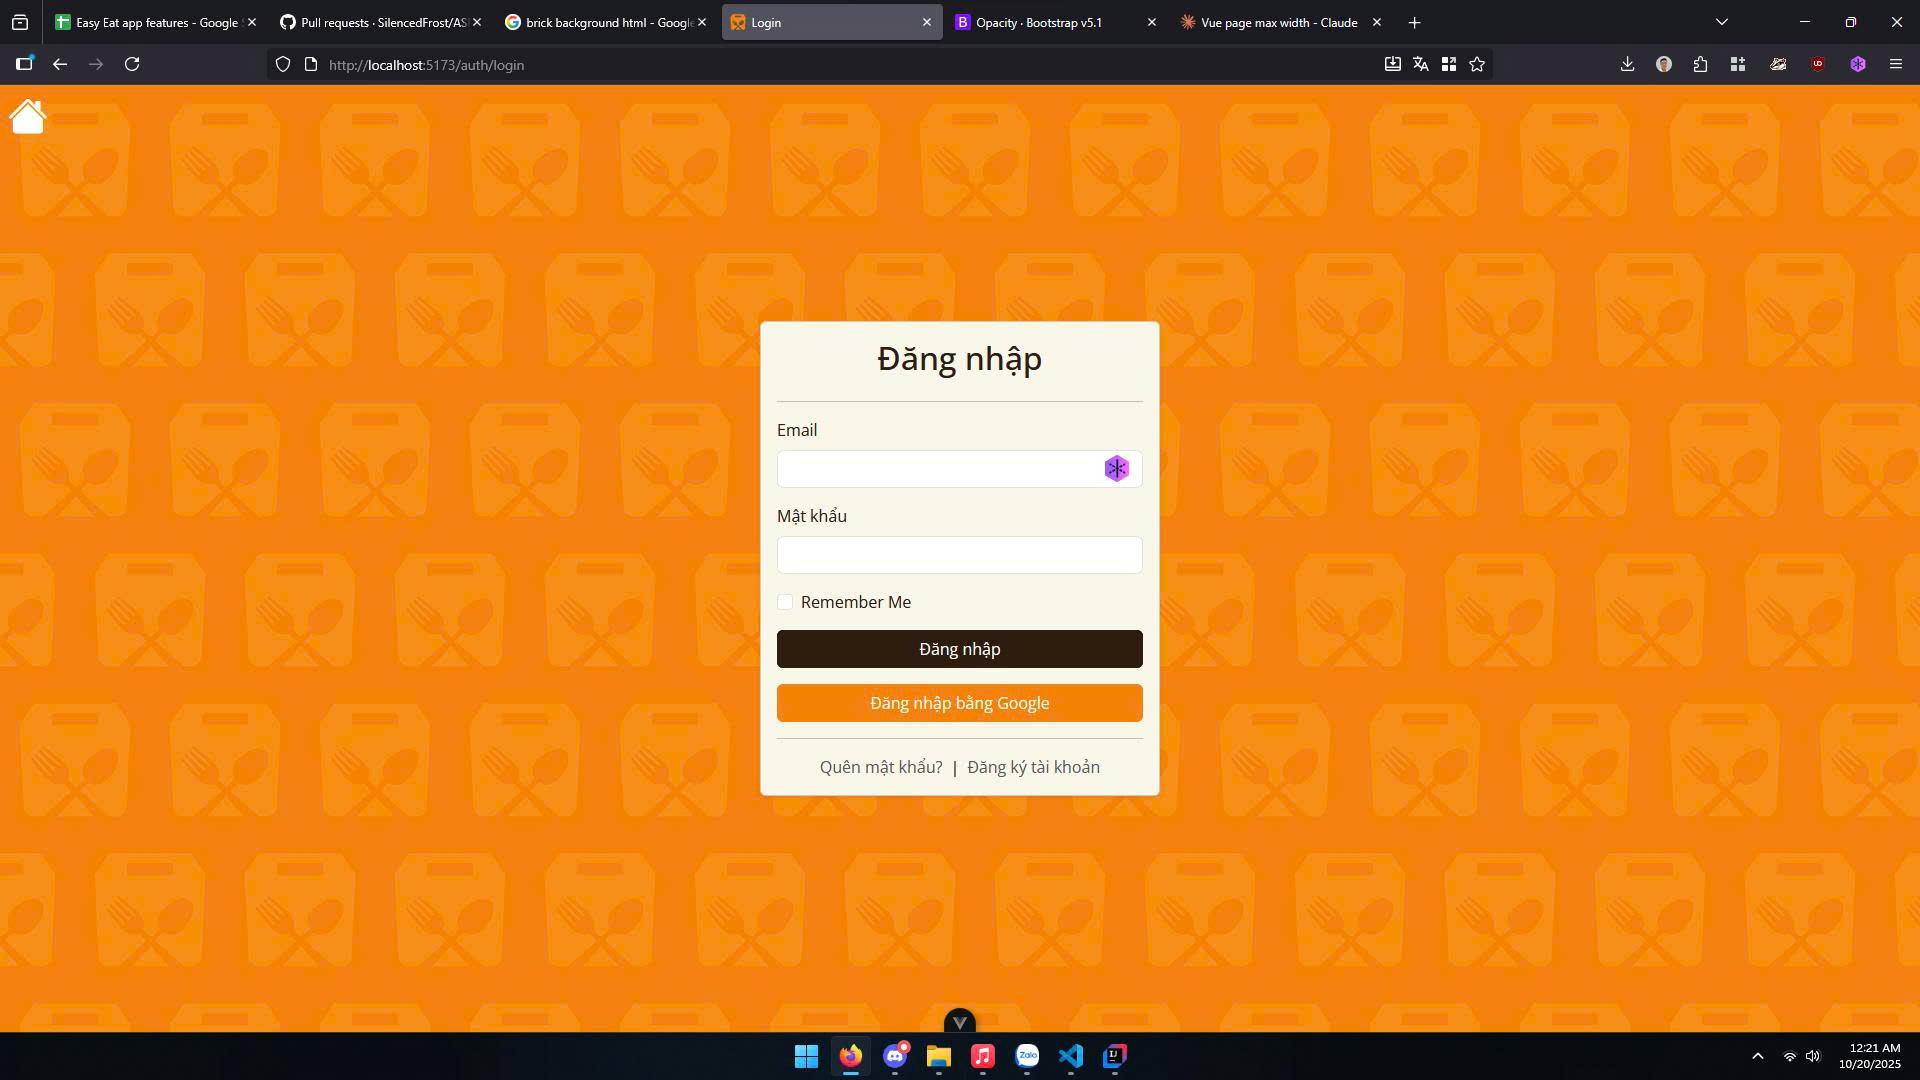 Easy Eat app features - Google S
Pull requests · SilencedFrost/AS
brick background html - Google
Login
Opacity · Bootstrap v5.1
Vue page max width - Claude
http://localhost:5173/auth/login
Đăng nhập
Email
Mật khẩu
Remember Me
Đăng nhập
Đăng nhập bằng Google
Quên mật khẩu? | Đăng ký tài khoản
Zalo
12:21 AM
10/20/2025